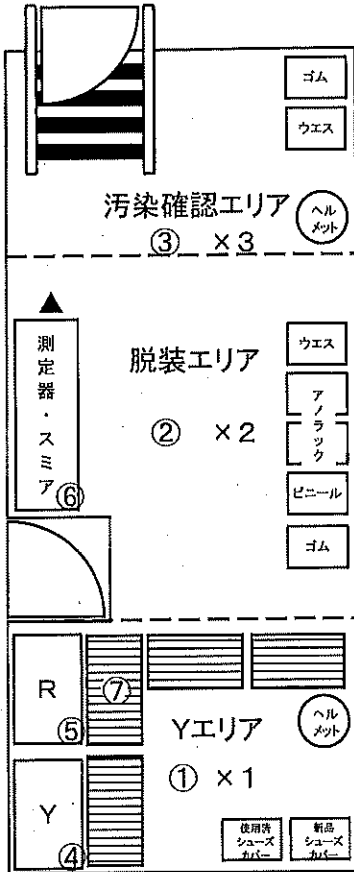 ゴム
ウエス
汚染確認エリア
ヘル
メット
③ ×3
測定器・スミア
⑥
脱装エリア
② ×2
ウエス
アノラック
ビニール
ゴム
R
⑤
⑦
Yエリア
ヘル
メット
① ×1
Y
④
使用済
シューズ
カバー
新品
シューズ
カバー